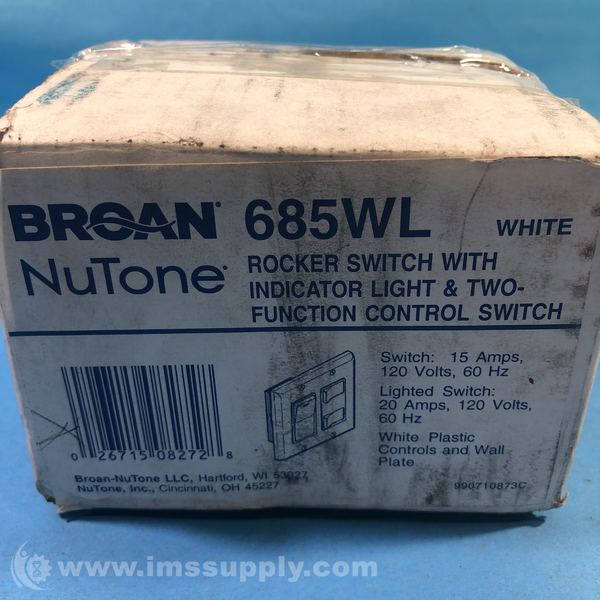 BROAN 685WL WHITE
NuTone
ROCKER SWITCH WITH
INDICATOR LIGHT & TWO-
FUNCTION CONTROL SWITCH
Switch: 15 Amps,
120 Volts, 60 Hz
Lighted Switch:
20 Amps, 120 Volts,
60 Hz
White Plastic
Controls and Wall
Plate
0 26715 08272 8
Broan-NuTone LLC, Hartford, WI 53027
NuTone, Inc., Cincinnati, OH 45227
990710873C
www.imssupply.com